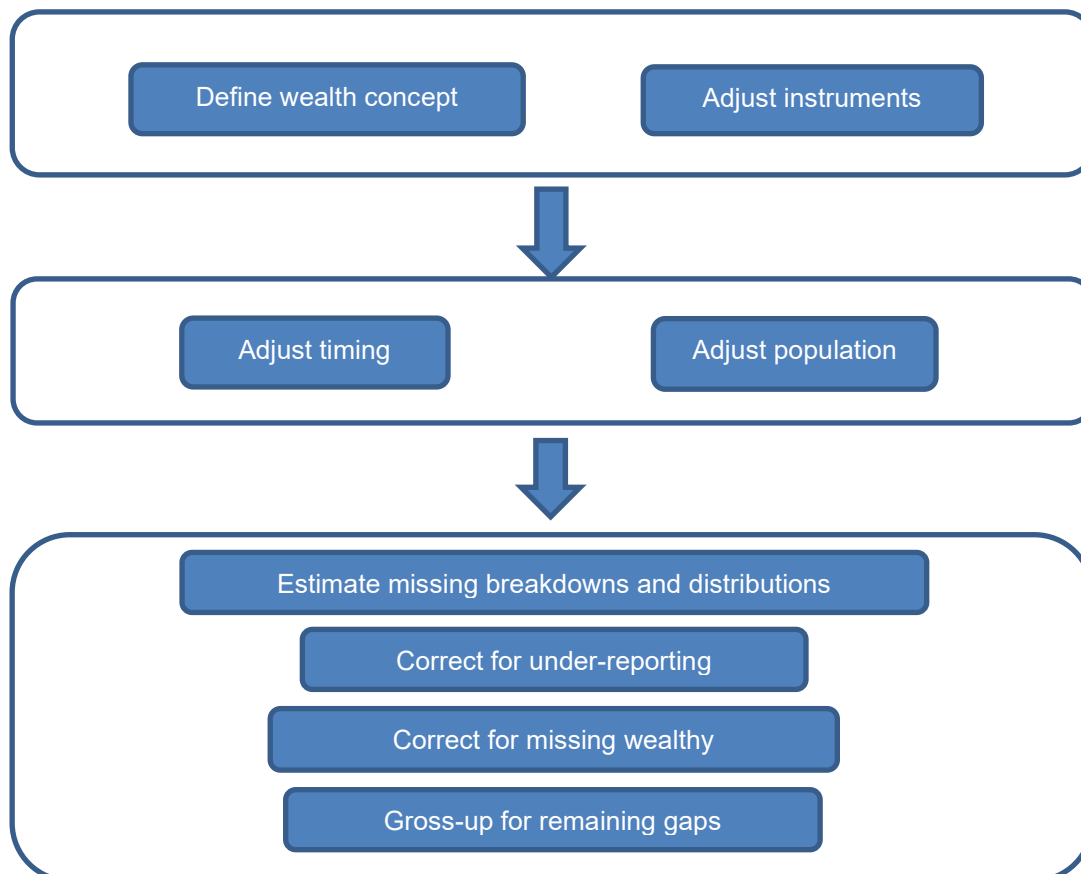 Define wealth concept
Adjust instruments
Adjust timing
Adjust population
Estimate missing breakdowns and distributions
Correct for under-reporting
Correct for missing wealthy
Gross-up for remaining gaps